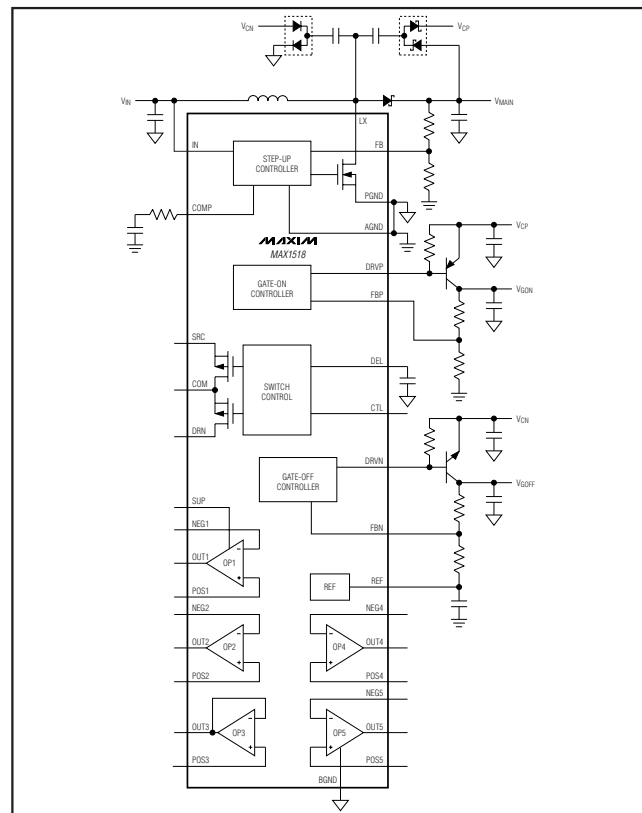 VCN
VCP
VIN
VMAIN
LX
IN
FB
STEP-UP
CONTROLLER
PGND
COMP
AGND
MAXIM
MAX1518
VCP
DRVP
GATE-ON
CONTROLLER
VGON
FBP
SRC
DEL
COM
SWITCH
CONTROL
CTL
DRN
VCN
DRVN
GATE-OFF
CONTROLLER
VGOFF
SUP
NEG1
FBN
OUT1
OP1
REF
REF
POS1
NEG2
NEG4
OUT2
OP2
OP4
OUT4
POS2
POS4
NEG5
OUT3
OP3
OP5
OUT5
POS3
POS5
BGND